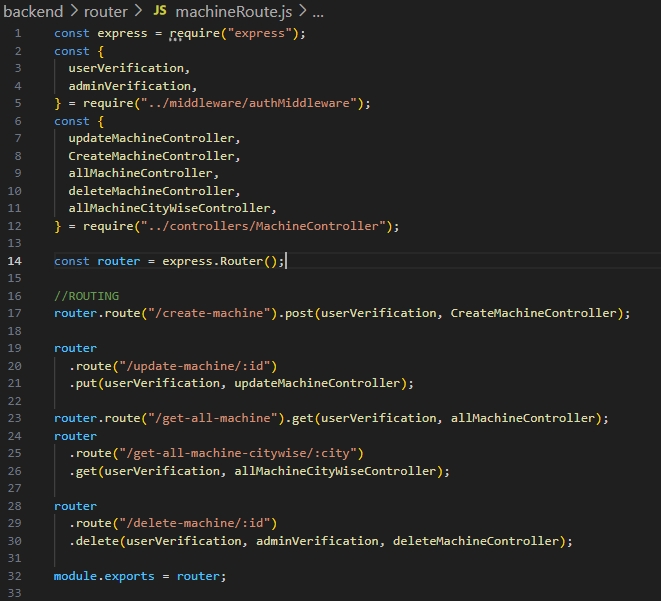 backend > router > JS machineRoute.js > ...
1 const express = require("express");
2 const {
3   userVerification,
4   adminVerification,
5 } = require("../middleware/authMiddleware");
6 const {
7   updateMachineController,
8   CreateMachineController,
9   allMachineController,
10   deleteMachineController,
11   allMachineCityWiseController,
12 } = require("../controllers/MachineController");
13
14 const router = express.Router();
15
16 //ROUTING
17 router.route("/create-machine").post(userVerification, CreateMachineController);
18
19 router
20   .route("/update-machine/:id")
21   .put(userVerification, updateMachineController);
22
23 router.route("/get-all-machine").get(userVerification, allMachineController);
24 router
25   .route("/get-all-machine-citywise/:city")
26   .get(userVerification, allMachineCityWiseController);
27
28 router
29   .route("/delete-machine/:id")
30   .delete(userVerification, adminVerification, deleteMachineController);
31
32 module.exports = router;
33